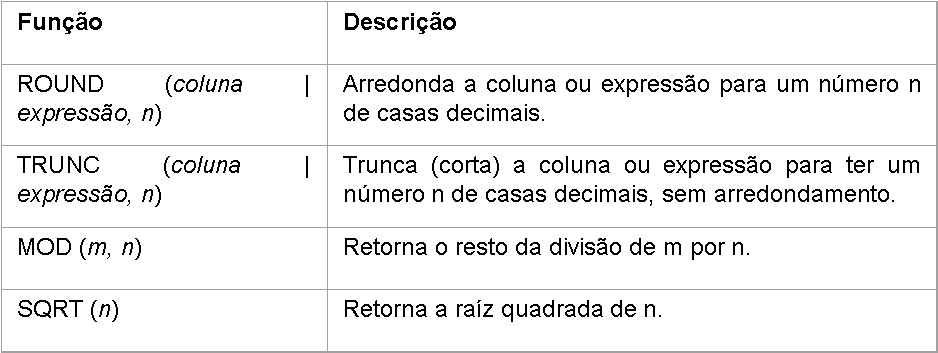 Função Descrição
ROUND (coluna | Arredonda a coluna ou expressão para um número n
expressão, n) de casas decimais.
TRUNC (coluna | Trunca (corta) a coluna ou expressão para ter um
expressão, n) número n de casas decimais, sem arredondamento.
MOD (m, n) Retorna o resto da divisão de m por n.
SQRT (n) Retorna a raíz quadrada de n.